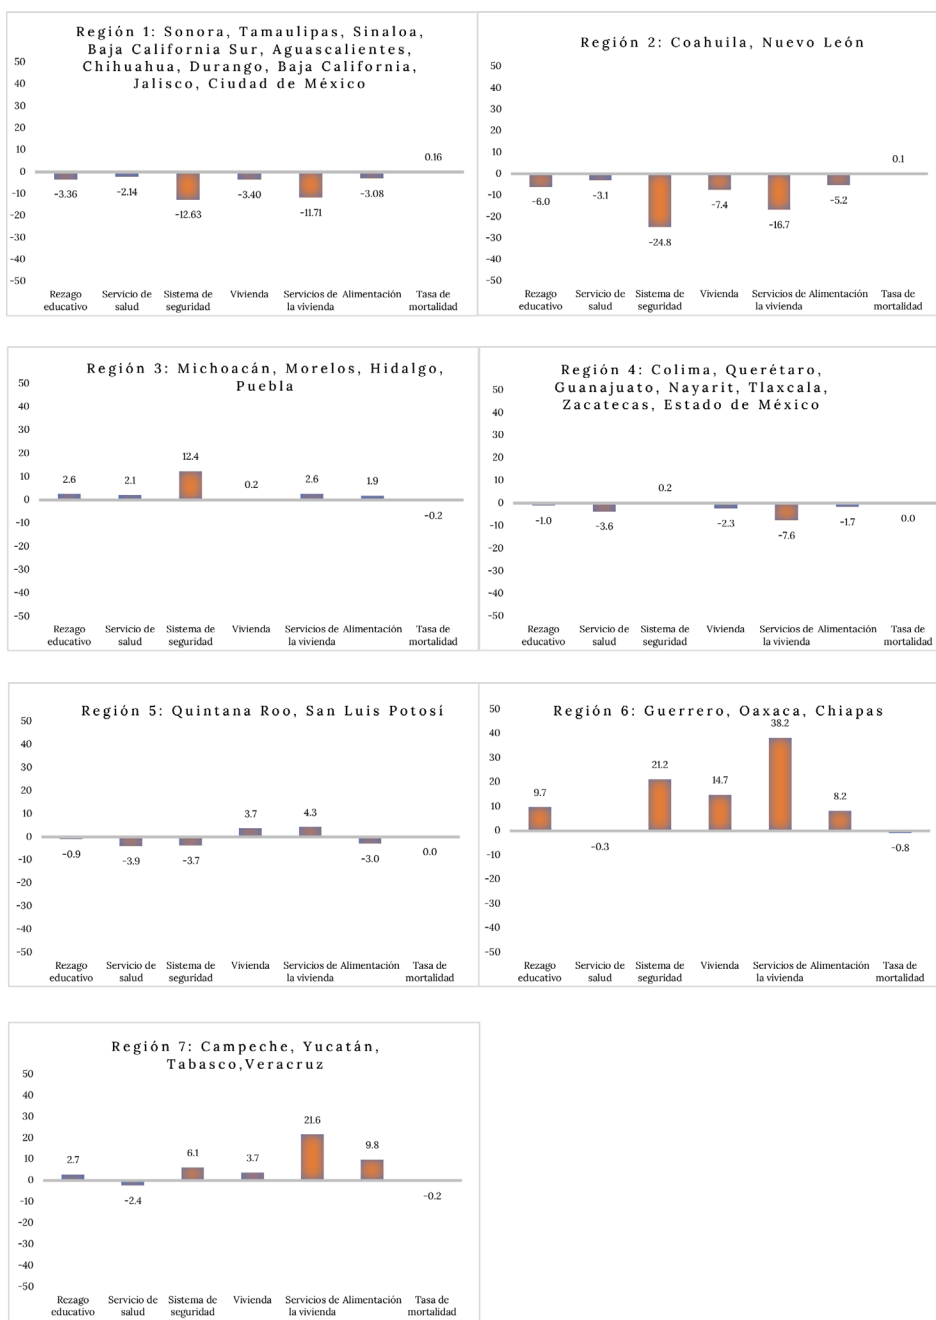 Región 1: Sonora, Tamaulipas, Sinaloa,
Baja California Sur, Aguascalientes,
Chihuahua, Durango, Baja California,
Jalisco, Ciudad de México
50
40
30
20
10
0
-10
-20
-30
-40
-50
-3.36
-2.14
-12.63
-3.40
-11.71
-3.08
0.16
Rezago educativo
Servicio de salud
Sistema de seguridad
Vivienda
Servicios de la vivienda
Alimentación
Tasa de mortalidad
Región 2: Coahuila, Nuevo León
50
40
30
20
10
0
-10
-20
-30
-40
-50
-6.0
-3.1
-24.8
-7.4
-16.7
-5.2
0.1
Rezago educativo
Servicio de salud
Sistema de seguridad
Vivienda
Servicios de la vivienda
Alimentación
Tasa de mortalidad
Región 3: Michoacán, Morelos, Hidalgo,
Puebla
50
40
30
20
10
0
-10
-20
-30
-40
-50
2.6
2.1
12.4
0.2
2.6
1.9
-0.2
Rezago educativo
Servicio de salud
Sistema de seguridad
Vivienda
Servicios de la vivienda
Alimentación
Tasa de mortalidad
Región 4: Colima, Querétaro,
Guanajuato, Nayarit, Tlaxcala,
Zacatecas, Estado de México
50
40
30
20
10
0
-10
-20
-30
-40
-50
-1.0
-3.6
0.2
-2.3
-7.6
-1.7
0.0
Rezago educativo
Servicio de salud
Sistema de seguridad
Vivienda
Servicios de la vivienda
Alimentación
Tasa de mortalidad
Región 5: Quintana Roo, San Luis Potosí
50
40
30
20
10
0
-10
-20
-30
-40
-50
-0.9
-3.9
-3.7
3.7
4.3
-3.0
0.0
Rezago educativo
Servicio de salud
Sistema de seguridad
Vivienda
Servicios de la vivienda
Alimentación
Tasa de mortalidad
Región 6: Guerrero, Oaxaca, Chiapas
50
40
30
20
10
0
-10
-20
-30
-40
-50
9.7
-0.3
21.2
14.7
38.2
8.2
-0.8
Rezago educativo
Servicio de salud
Sistema de seguridad
Vivienda
Servicios de la vivienda
Alimentación
Tasa de mortalidad
Región 7: Campeche, Yucatán,
Tabasco,Veracruz
50
40
30
20
10
0
-10
-20
-30
-40
-50
2.7
-2.4
6.1
3.7
21.6
9.8
-0.2
Rezago educativo
Servicio de salud
Sistema de seguridad
Vivienda
Servicios de la vivienda
Alimentación
Tasa de mortalidad